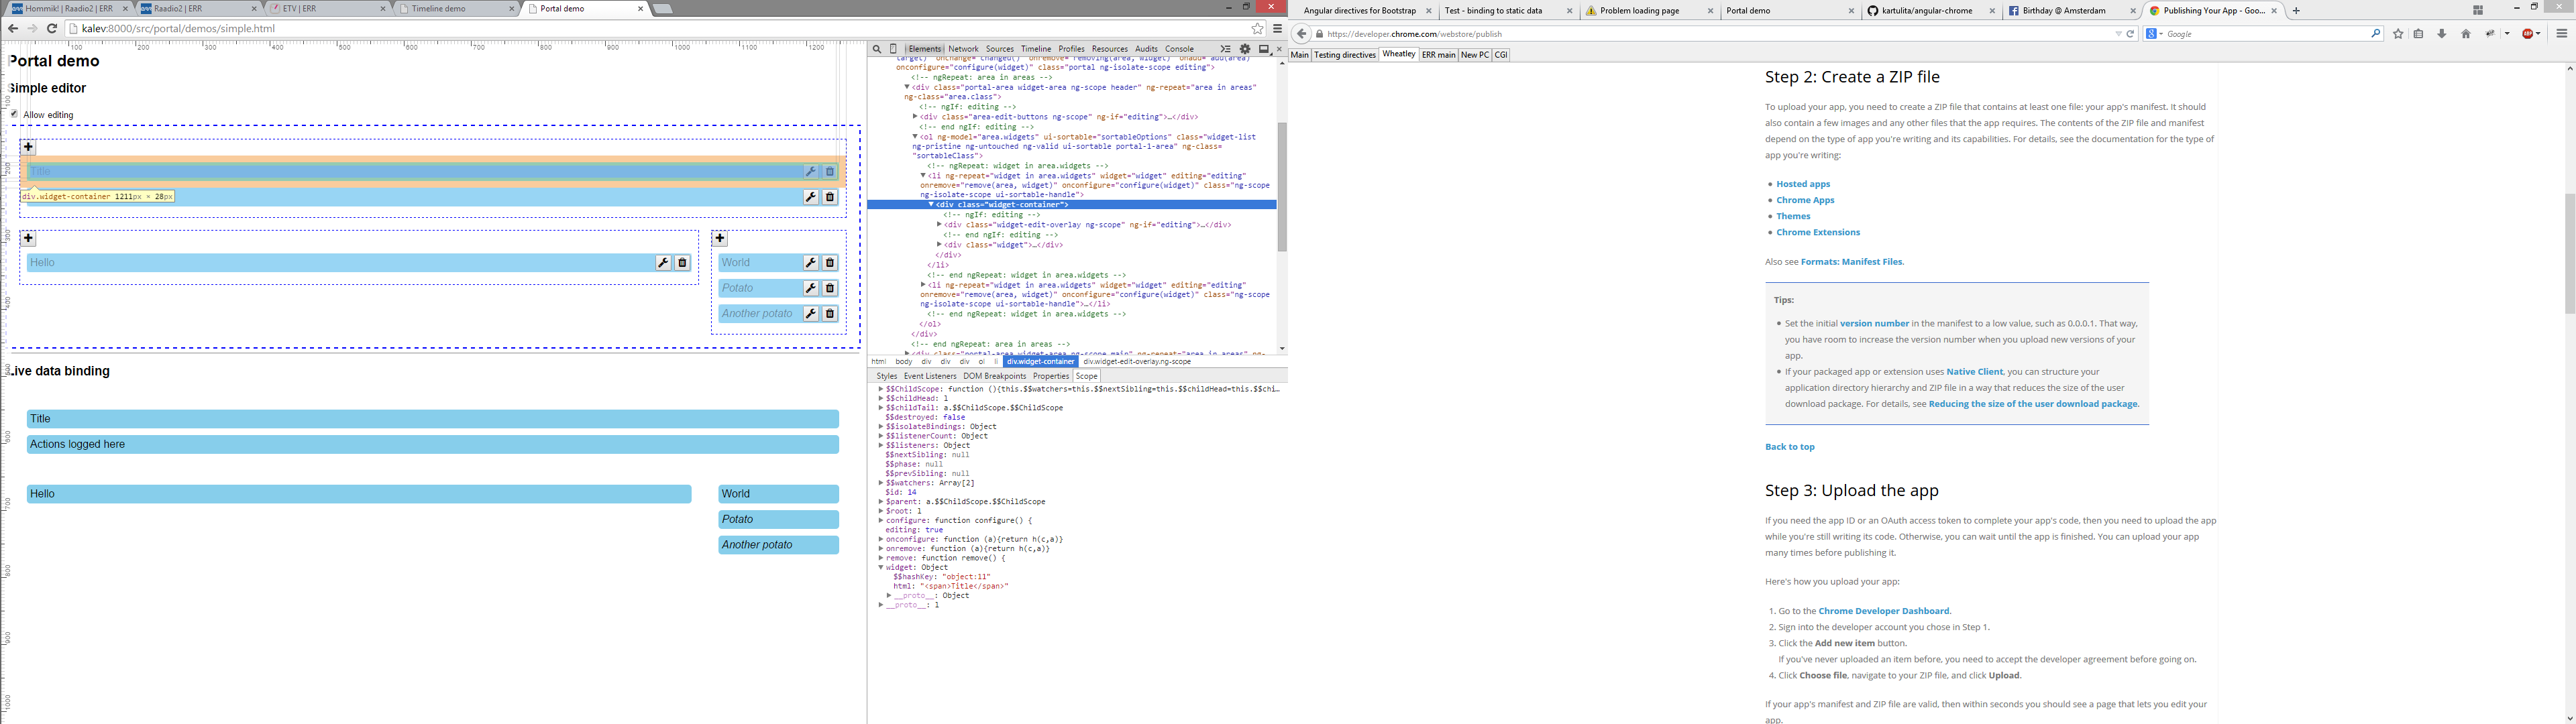 Hommik! | Raadio2 | ERR
Raadio2 | ERR
ETV | ERR
Timeline demo
Portal demo
kalev:8000/src/portal/demos/simple.html
100 200 300 400 500 600 700 800 900 1000 1100 1200
Portal demo
Simple editor
Allow editing
Title
div.widget-container 1211px × 28px
Hello
World
Potato
Another potato
Live data binding
Title
Actions logged here
Hello
World
Potato
Another potato
Elements Network Sources Timeline Profiles Resources Audits Console
onconfigure="configure(widget)" class="portal ng-isolate-scope editing">
<!-- ngRepeat: area in areas -->
<div class="portal-area widget-area ng-scope header" ng-repeat="area in areas"
ng-class="area.class">
<!-- ngIf: editing -->
<div class="area-edit-buttons ng-scope" ng-if="editing">…</div>
<!-- end ngIf: editing -->
<ol ng-model="area.widgets" ui-sortable="sortableOptions" class="widget-list
ng-pristine ng-untouched ng-valid ui-sortable portal-1-area" ng-class=
"sortableClass">
<!-- ngRepeat: widget in area.widgets -->
<li ng-repeat="widget in area.widgets" widget="widget" editing="editing"
onremove="remove(area, widget)" onconfigure="configure(widget)" class="ng-scope
ng-isolate-scope ui-sortable-handle">
<div class="widget-container">
<!-- ngIf: editing -->
<div class="widget-edit-overlay ng-scope" ng-if="editing">…</div>
<!-- end ngIf: editing -->
<div class="widget">…</div>
</div>
</li>
<!-- end ngRepeat: widget in area.widgets -->
<li ng-repeat="widget in area.widgets" widget="widget" editing="editing"
onremove="remove(area, widget)" onconfigure="configure(widget)" class="ng-scope
ng-isolate-scope ui-sortable-handle">…</li>
<!-- end ngRepeat: widget in area.widgets -->
</ol>
</div>
<!-- end ngRepeat: area in areas -->
html body div div div ol li div.widget-container div.widget-edit-overlay.ng-scope
Styles Event Listeners DOM Breakpoints Properties Scope
$$ChildScope: function (){this.$$watchers=this.$$nextSibling=this.$$childHead=this.$$chi…
$$childHead: 1
$$childTail: a.$$ChildScope.$$ChildScope
$$destroyed: false
$$isolateBindings: Object
$$listenerCount: Object
$$listeners: Object
$$nextSibling: null
$$phase: null
$$prevSibling: null
$$watchers: Array[2]
$id: 14
$parent: a.$$ChildScope.$$ChildScope
$root: 1
configure: function configure() {
editing: true
onconfigure: function (a){return h(c,a)}
onremove: function (a){return h(c,a)}
remove: function remove() {
widget: Object
$$hashKey: "object:11"
html: "<span>Title</span>"
__proto__: Object
__proto__: 1
Angular directives for Bootstrap
Test - binding to static data
Problem loading page
Portal demo
kartulita/angular-chrome
Birthday @ Amsterdam
Publishing Your App - Goo...
https://developer.chrome.com/webstore/publish
Google
Main Testing directives Wheatley ERR main New PC CGI
Step 2: Create a ZIP file
To upload your app, you need to create a ZIP file that contains at least one file: your app's manifest. It should
also contain a few images and any other files that the app requires. The contents of the ZIP file and manifest
depend on the type of app you're writing and its capabilities. For details, see the documentation for the type of
app you're writing:
Hosted apps
Chrome Apps
Themes
Chrome Extensions
Also see Formats: Manifest Files.
Tips:
Set the initial version number in the manifest to a low value, such as 0.0.0.1. That way,
you have room to increase the version number when you upload new versions of your
app.
If your packaged app or extension uses Native Client, you can structure your
application directory hierarchy and ZIP file in a way that reduces the size of the user
download package. For details, see Reducing the size of the user download package.
Back to top
Step 3: Upload the app
If you need the app ID or an OAuth access token to complete your app's code, then you need to upload the app
while you're still writing its code. Otherwise, you can wait until the app is finished. You can upload your app
many times before publishing it.
Here's how you upload your app:
1. Go to the Chrome Developer Dashboard.
2. Sign into the developer account you chose in Step 1.
3. Click the Add new item button.
If you've never uploaded an item before, you need to accept the developer agreement before going on.
4. Click Choose file, navigate to your ZIP file, and click Upload.
If your app's manifest and ZIP file are valid, then within seconds you should see a page that lets you edit your
app.